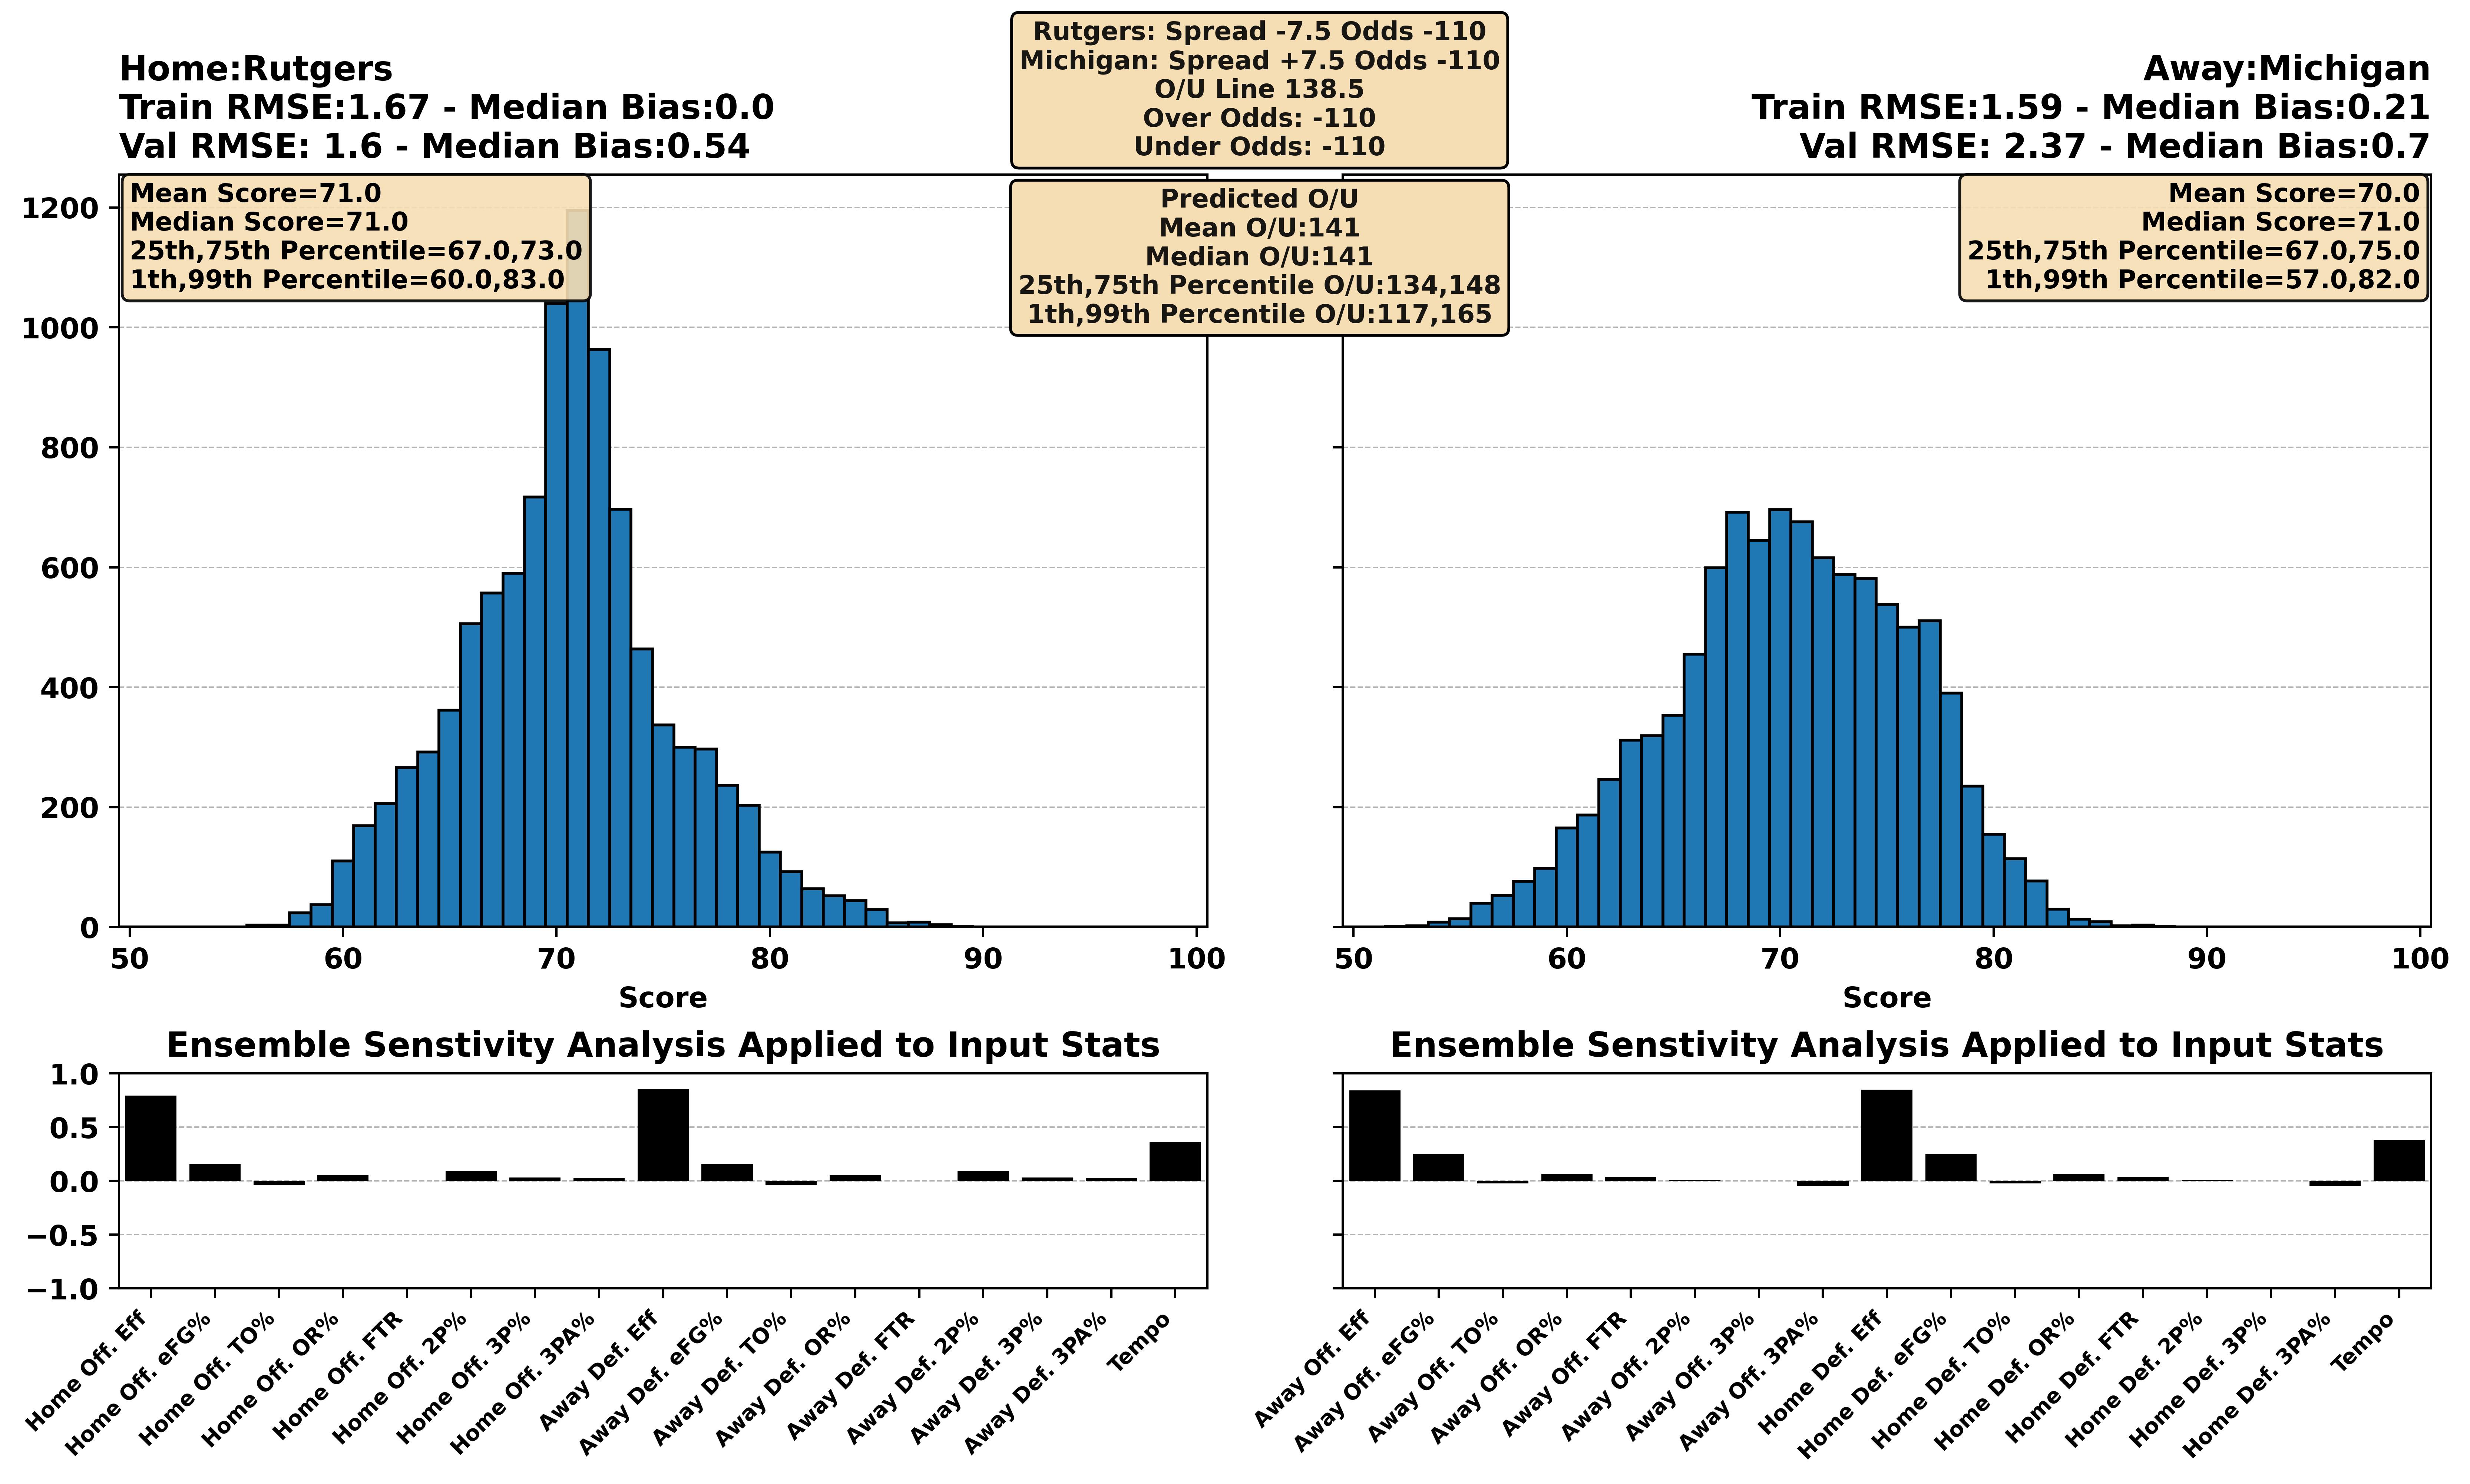 Rutgers: Spread -7.5 Odds -110
Michigan: Spread +7.5 Odds -110
O/U Line 138.5
Over Odds: -110
Under Odds: -110
Home:Rutgers
Train RMSE:1.67 - Median Bias:0.0
Val RMSE: 1.6 - Median Bias:0.54
Away:Michigan
Train RMSE:1.59 - Median Bias:0.21
Val RMSE: 2.37 - Median Bias:0.7
Mean Score=71.0
Median Score=71.0
25th,75th Percentile=67.0,73.0
1th,99th Percentile=60.0,83.0
Predicted O/U
Mean O/U:141
Median O/U:141
25th,75th Percentile O/U:134,148
1th,99th Percentile O/U:117,165
Mean Score=70.0
Median Score=71.0
25th,75th Percentile=67.0,75.0
1th,99th Percentile=57.0,82.0
1200
1000
800
600
400
200
0
50 60 70 80 90 100
Score
50 60 70 80 90 100
Score
Ensemble Senstivity Analysis Applied to Input Stats
1.0
0.5
0.0
−0.5
−1.0
Home Off. Eff
Home Off. eFG%
Home Off. TO%
Home Off. OR%
Home Off. FTR
Home Off. 2P%
Home Off. 3P%
Home Off. 3PA%
Away Def. Eff
Away Def. eFG%
Away Def. TO%
Away Def. OR%
Away Def. FTR
Away Def. 2P%
Away Def. 3P%
Away Def. 3PA%
Tempo
Ensemble Senstivity Analysis Applied to Input Stats
Away Off. Eff
Away Off. eFG%
Away Off. TO%
Away Off. OR%
Away Off. FTR
Away Off. 2P%
Away Off. 3P%
Away Off. 3PA%
Home Def. Eff
Home Def. eFG%
Home Def. TO%
Home Def. OR%
Home Def. FTR
Home Def. 2P%
Home Def. 3P%
Home Def. 3PA%
Tempo